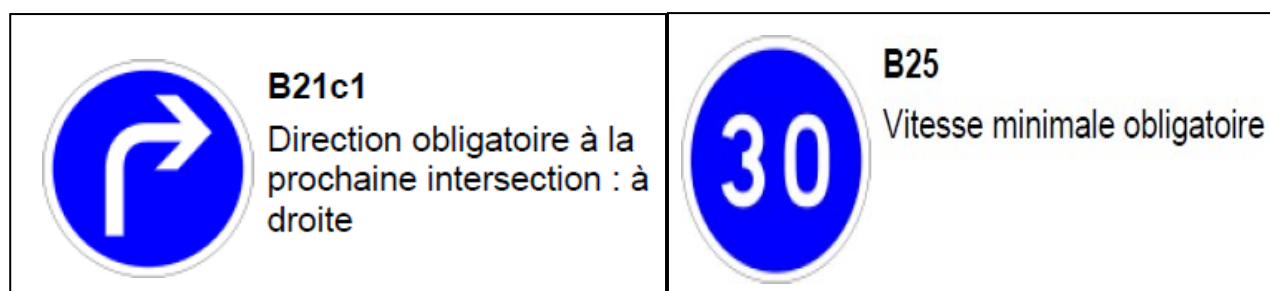 B21c1
Direction obligatoire à la
prochaine intersection : à
droite
30
B25
Vitesse minimale obligatoire